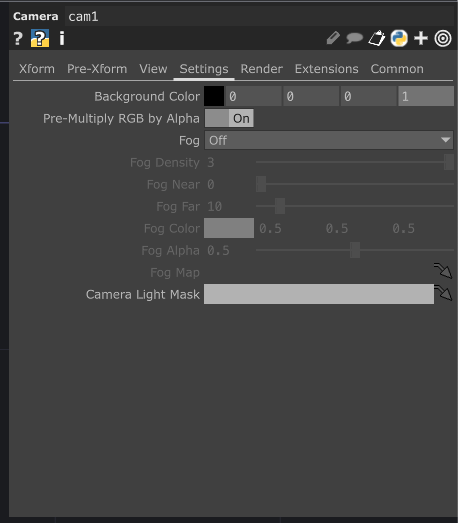 Camera cam1
? ? i
Xform Pre-Xform View Settings Render Extensions Common
Background Color 0 0 0 1
Pre-Multiply RGB by Alpha On
Fog Off
Fog Density 3
Fog Near 0
Fog Far 10
Fog Color 0.5 0.5 0.5
Fog Alpha 0.5
Fog Map
Camera Light Mask